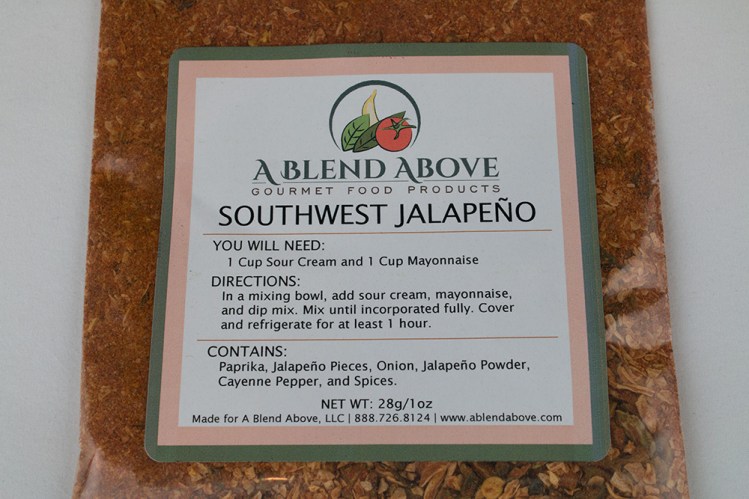 A BLEND ABOVE
GOURMET FOOD PRODUCTS
SOUTHWEST JALAPEÑO
YOU WILL NEED:
1 Cup Sour Cream and 1 Cup Mayonnaise
DIRECTIONS:
In a mixing bowl, add sour cream, mayonnaise,
and dip mix. Mix until incorporated fully. Cover
and refrigerate for at least 1 hour.
CONTAINS:
Paprika, Jalapeño Pieces, Onion, Jalapeño Powder,
Cayenne Pepper, and Spices.
NET WT: 28g/1oz
Made for A Blend Above, LLC | 888.726.8124 | www.ablendabove.com